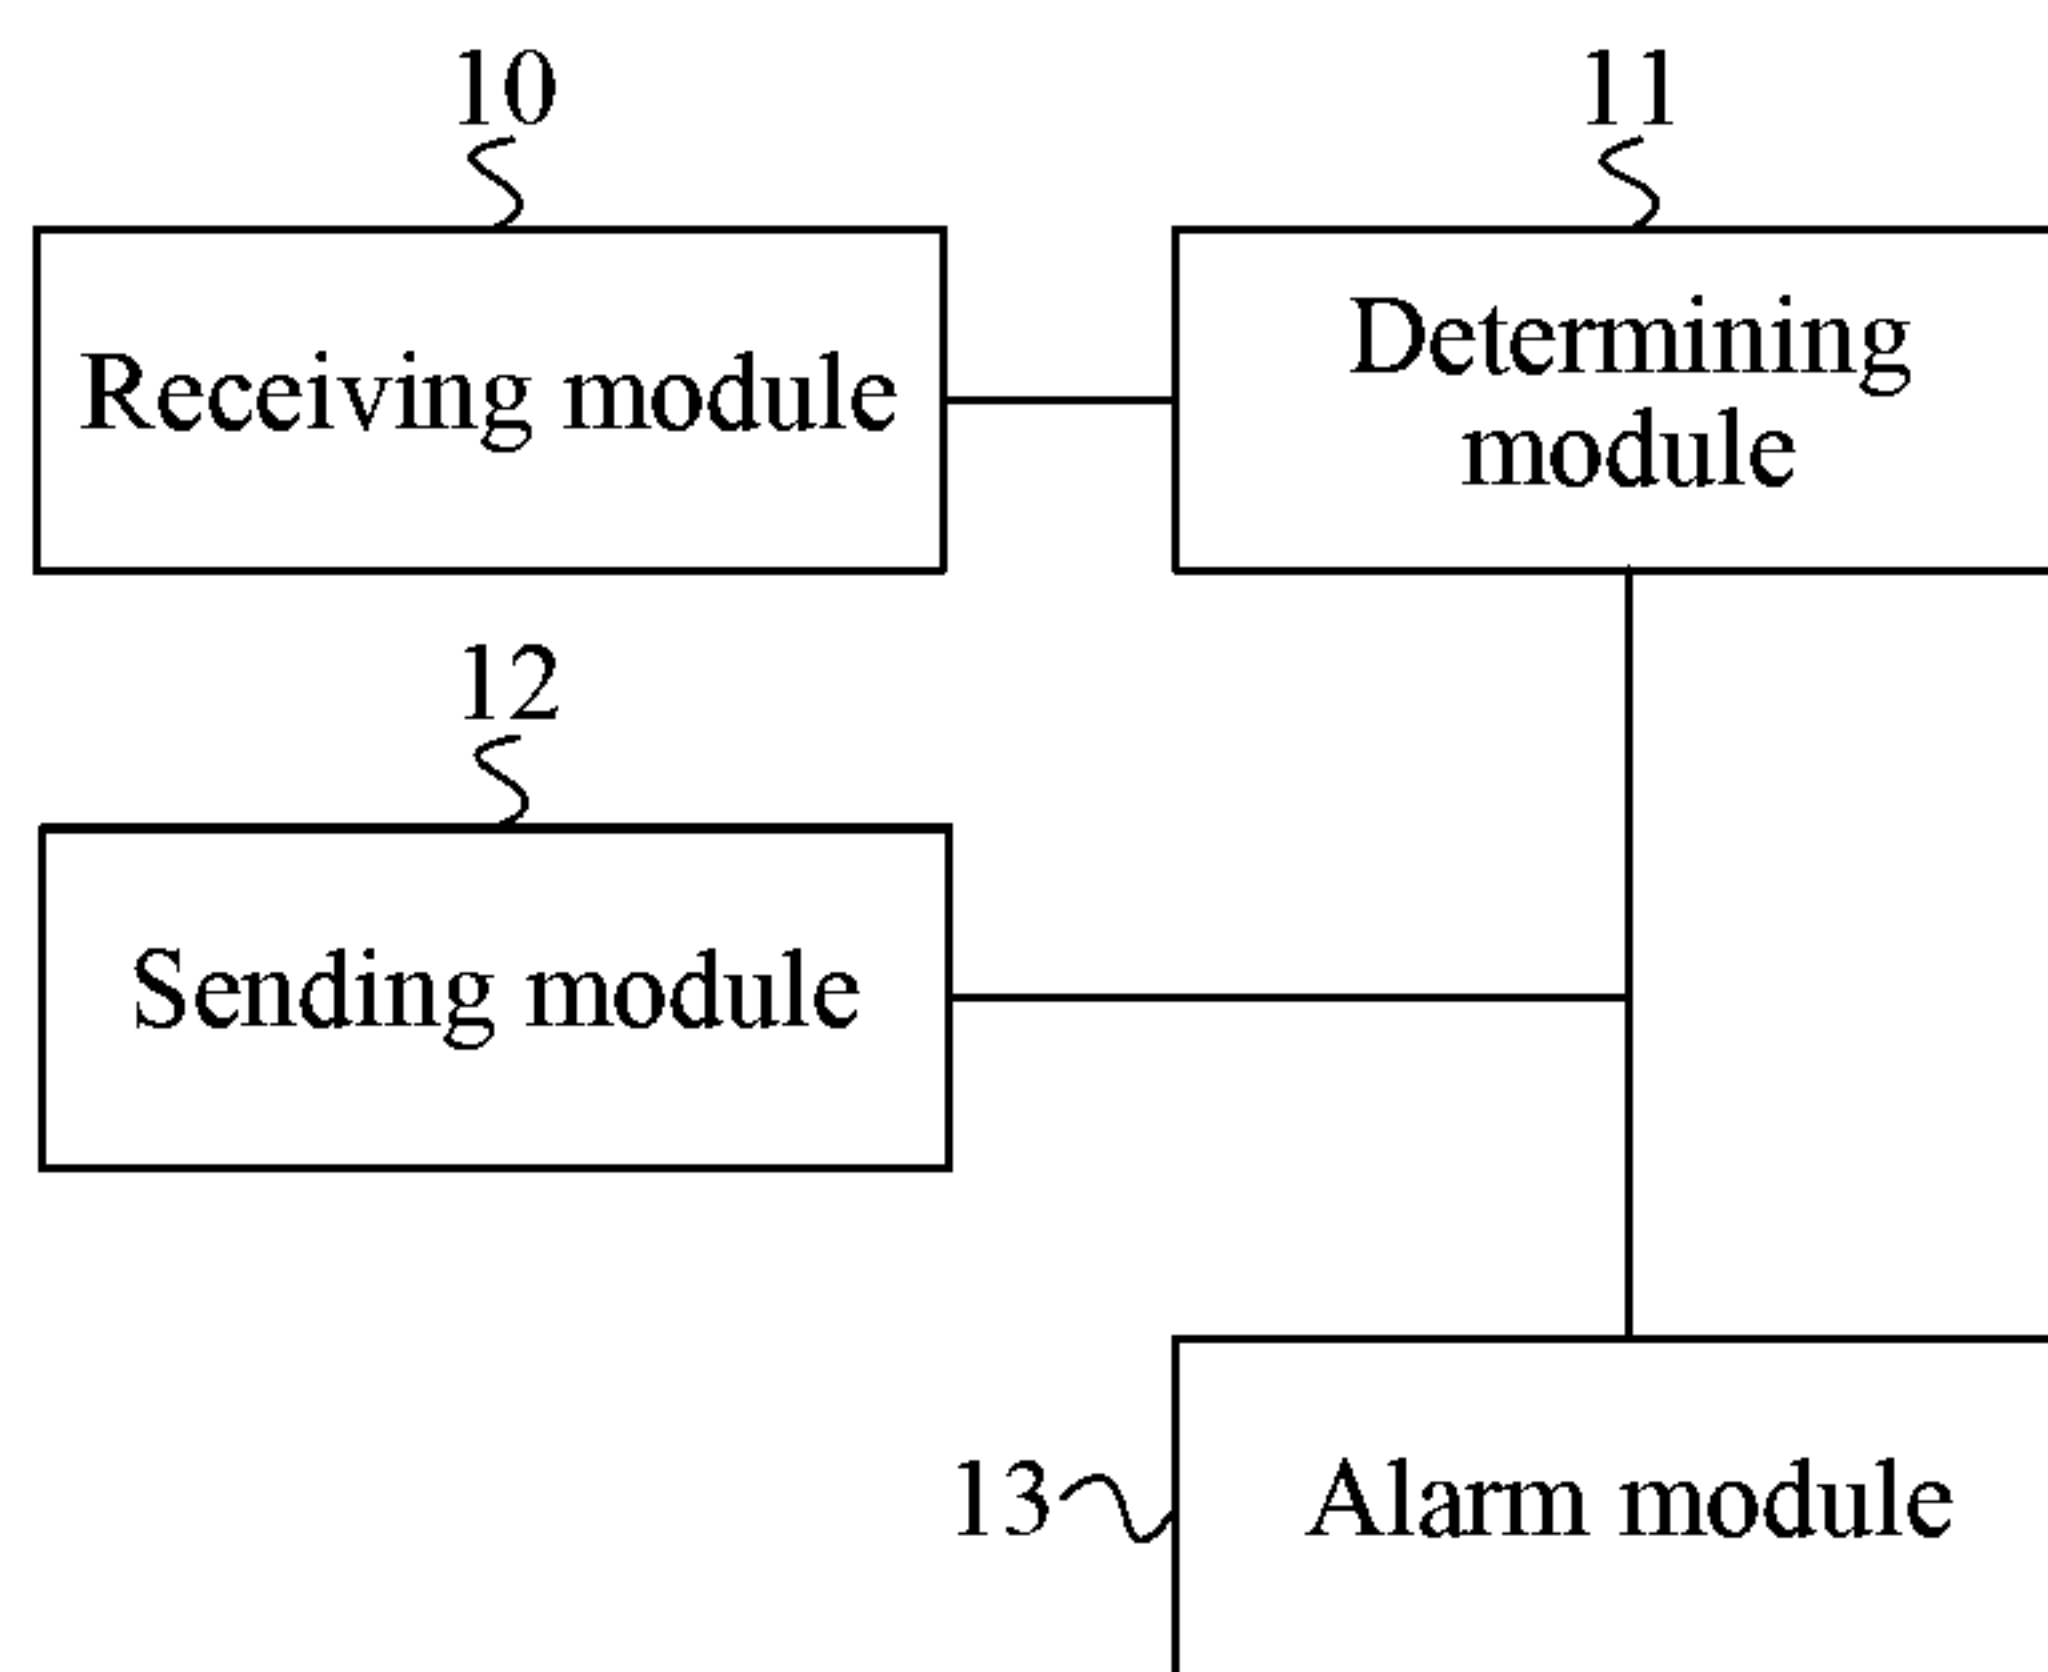 10
Receiving module
11
Determining
module
12
Sending module
13
Alarm module